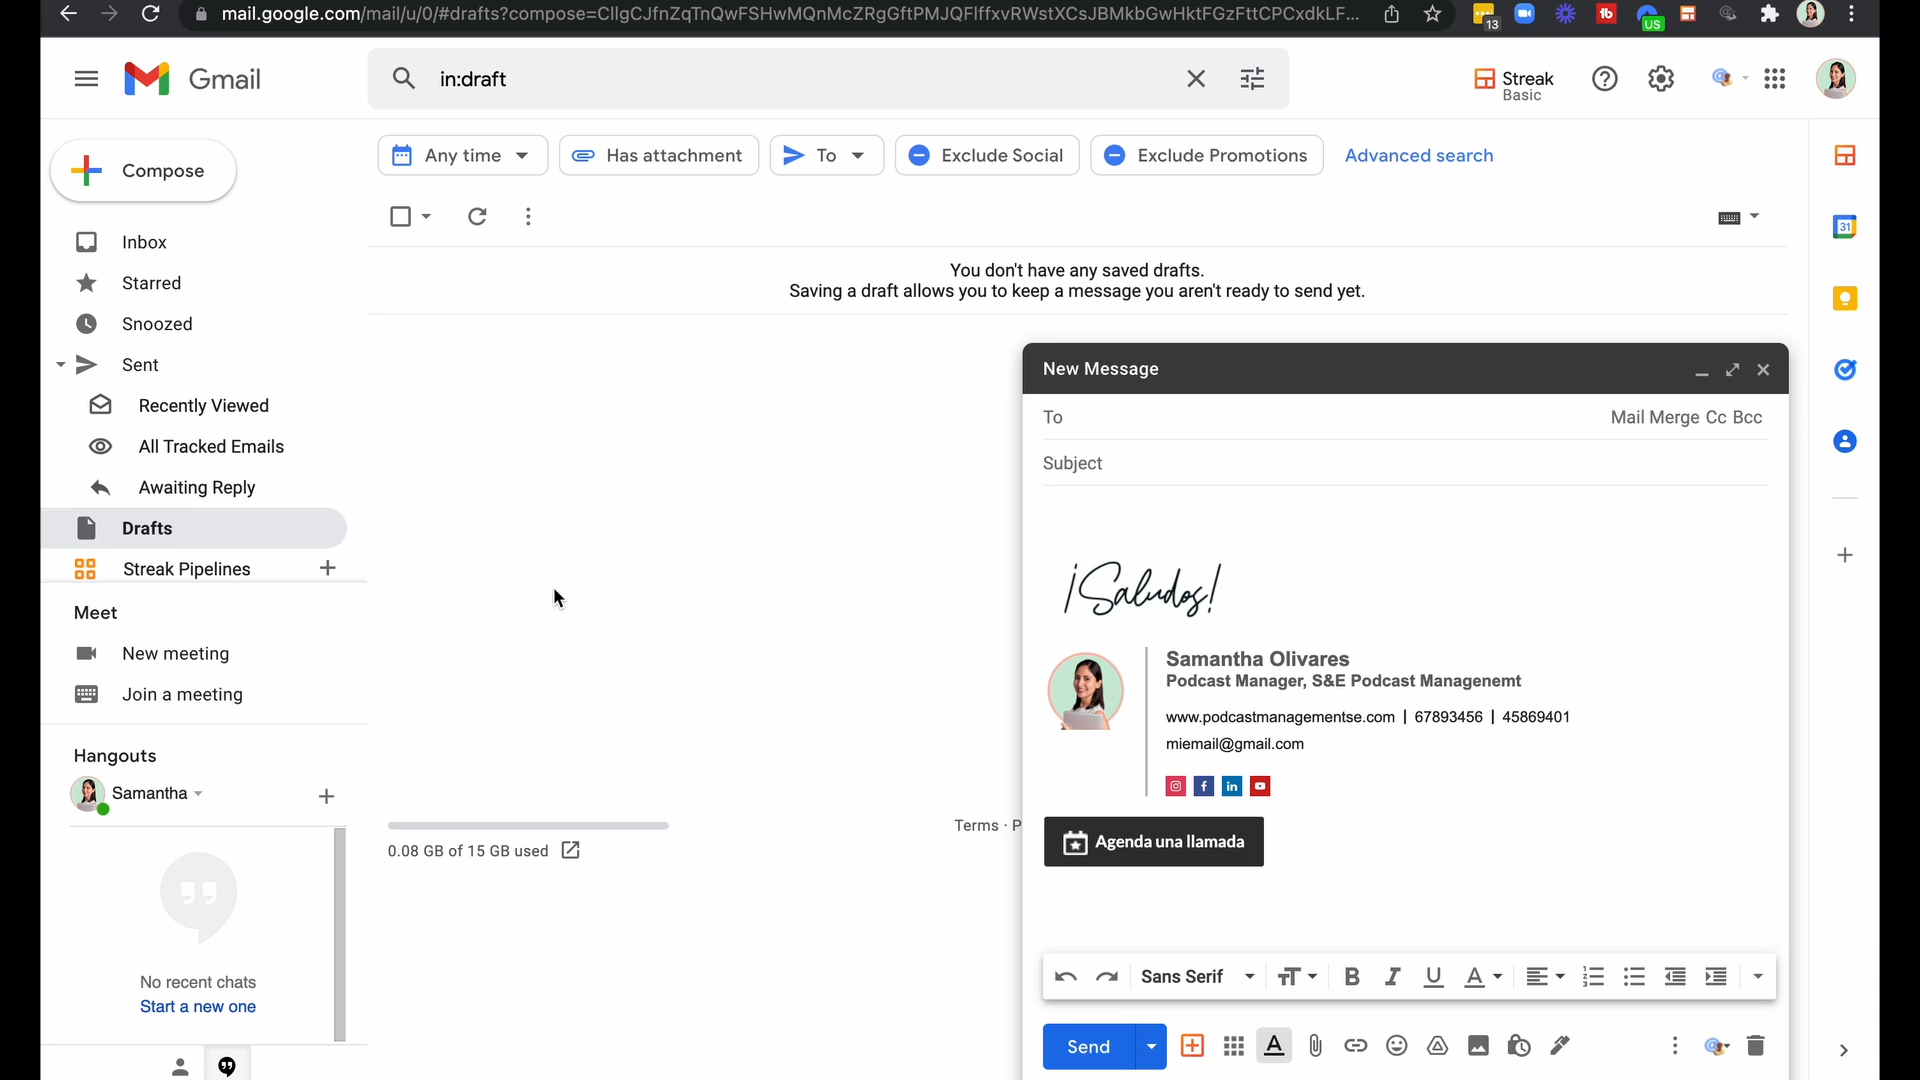 mail.google.com/mail/u/0/#drafts?compose=CllgCJfnZqTnQwFSHwMQnMcZRgGftPMJQFlffxvRWstXCsJBMkbGwHktFGzFttCPCxdkLF...
13
tb
US
Gmail
in:draft
Streak
Basic
Compose
Any time
Has attachment
To
Exclude Social
Exclude Promotions
Advanced search
31
Inbox
Starred
Snoozed
Sent
Recently Viewed
All Tracked Emails
Awaiting Reply
Drafts
Streak Pipelines
You don't have any saved drafts.
Saving a draft allows you to keep a message you aren't ready to send yet.
Meet
New meeting
Join a meeting
Hangouts
Samantha
No recent chats
Start a new one
0.08 GB of 15 GB used
Terms · P
New Message
To
Mail Merge Cc Bcc
Subject
¡Saludos!
Samantha Olivares
Podcast Manager, S&E Podcast Managenemt
www.podcastmanagementse.com | 67893456 | 45869401
miemail@gmail.com
Agenda una llamada
Sans Serif
Send